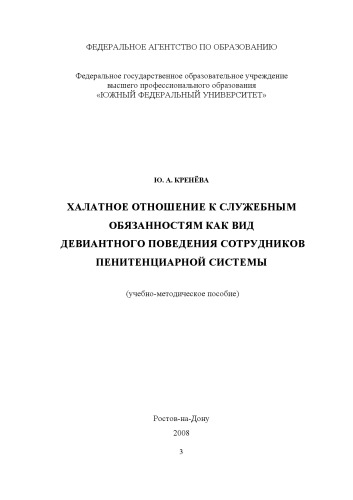 ФЕДЕРАЛЬНОЕ АГЕНТСТВО ПО ОБРАЗОВАНИЮ
Федеральное государственное образовательное учреждение
высшего профессионального образования
«ЮЖНЫЙ ФЕДЕРАЛЬНЫЙ УНИВЕРСИТЕТ»
Ю. А. КРЕНЁВА
ХАЛАТНОЕ ОТНОШЕНИЕ К СЛУЖЕБНЫМ
ОБЯЗАННОСТЯМ КАК ВИД
ДЕВИАНТНОГО ПОВЕДЕНИЯ СОТРУДНИКОВ
ПЕНИТЕНЦИАРНОЙ СИСТЕМЫ
(учебно-методическое пособие)
Ростов-на-Дону
2008
3